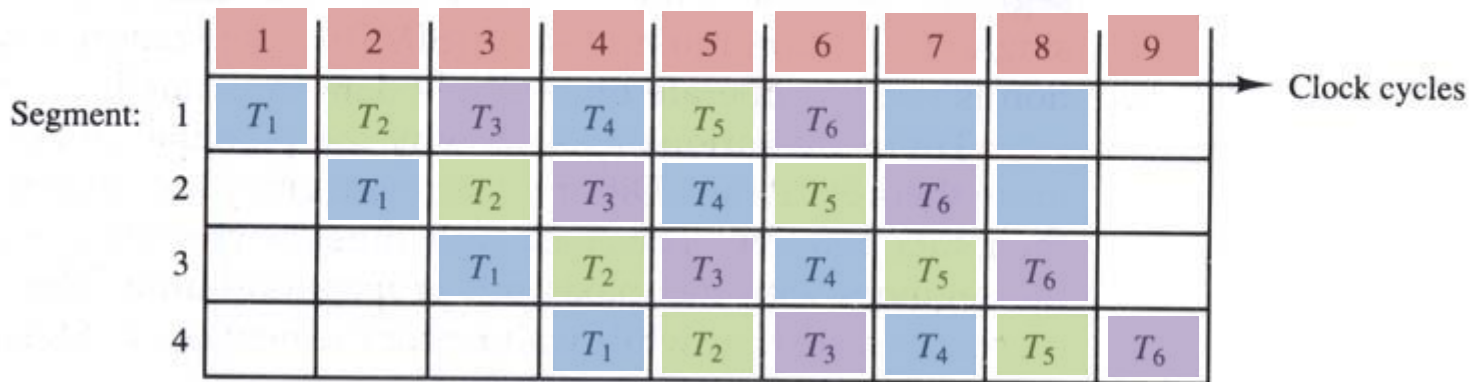 1 2 3 4 5 6 7 8 9
Clock cycles
Segment: 1 T1 T2 T3 T4 T5 T6
2 T1 T2 T3 T4 T5 T6
3 T1 T2 T3 T4 T5 T6
4 T1 T2 T3 T4 T5 T6